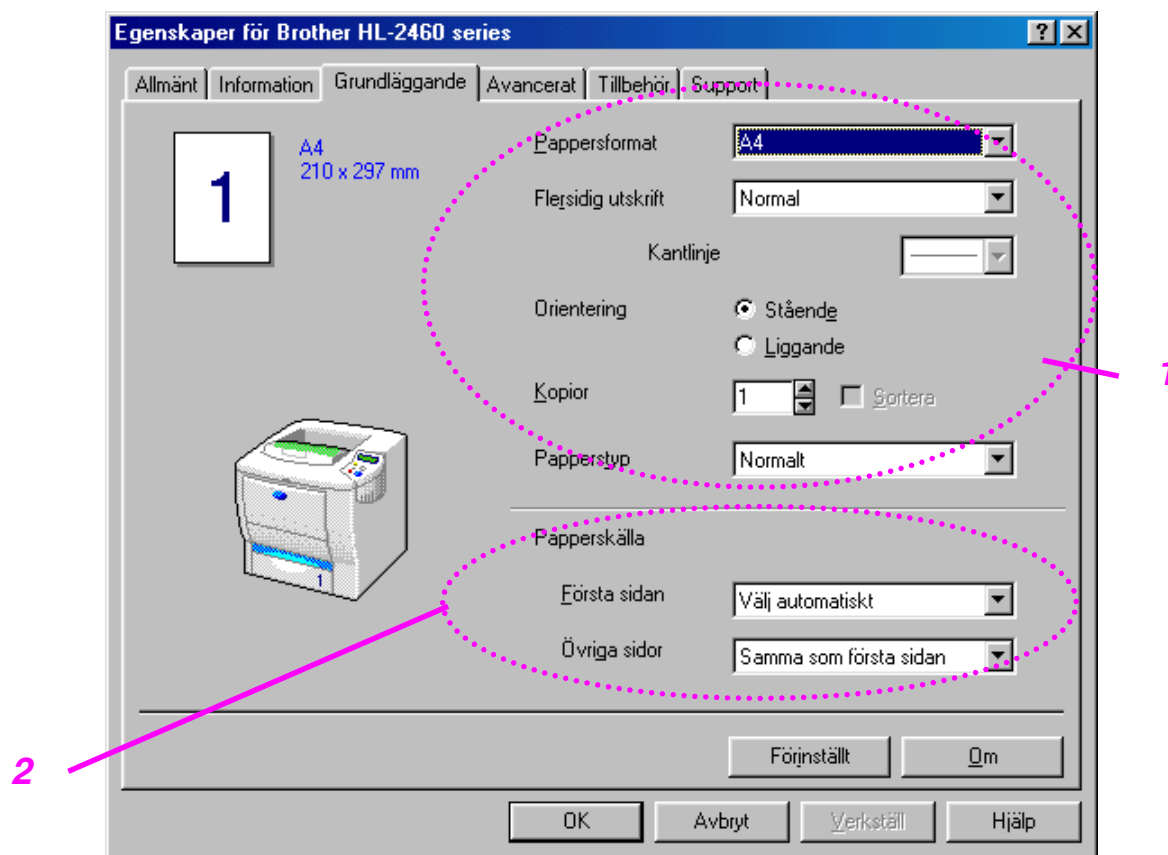 Egenskaper för Brother HL-2460 series
Allmänt Information Grundläggande Avancerat Tillbehör Support
1
A4
210 x 297 mm
Pappersformat A4
Flersidig utskrift Normal
Kantlinje
Orientering Stående
Liggande
1
Kopior 1 Sortera
Papperstyp Normalt
Papperskälla
1
Första sidan Välj automatiskt
Övriga sidor Samma som första sidan
2
Förinställt Om
OK Avbryt Verkställ Hjälp